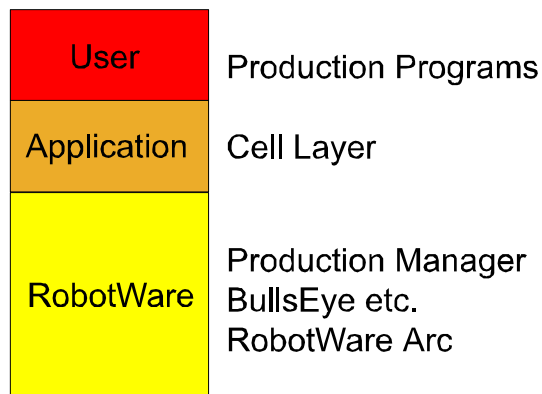 User
Production Programs
Application
Cell Layer
RobotWare
Production Manager
BullsEye etc.
RobotWare Arc